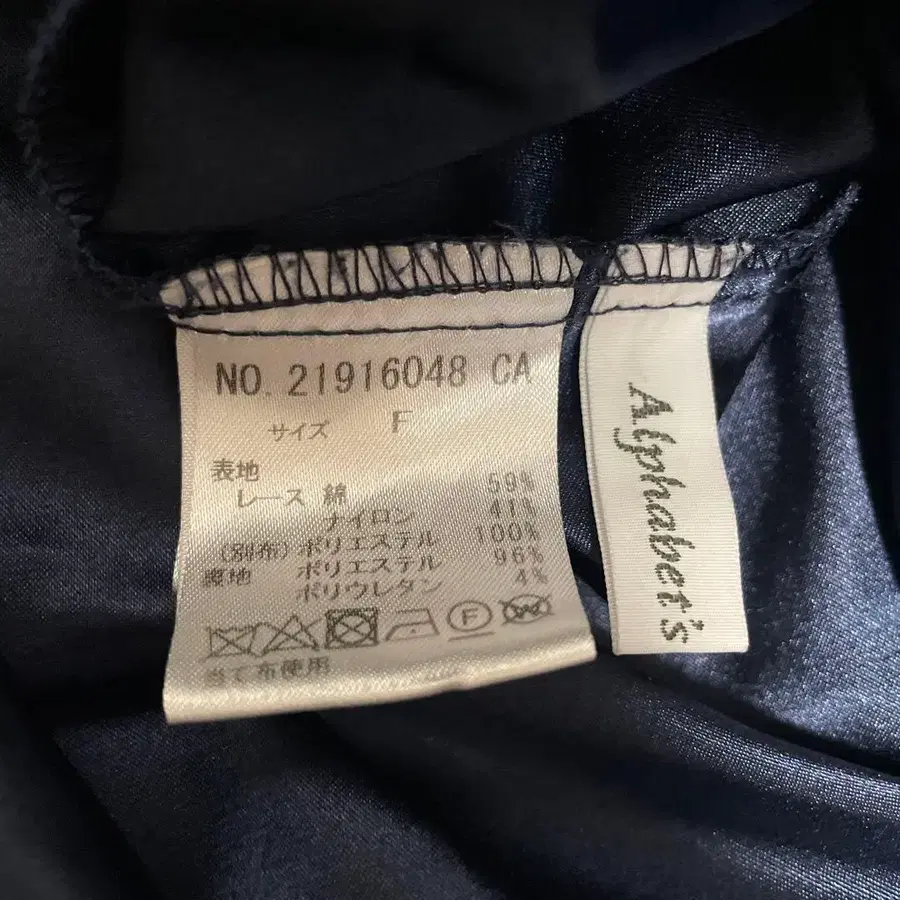 NO. 21916048 CA
サイズ F
表地
レース 綿 59%
ナイロン 41%
(別布) ポリエステル 100%
裏地 ポリエステル 96%
ポリウレタン 4%
F W
当て布使用
Alphabet's